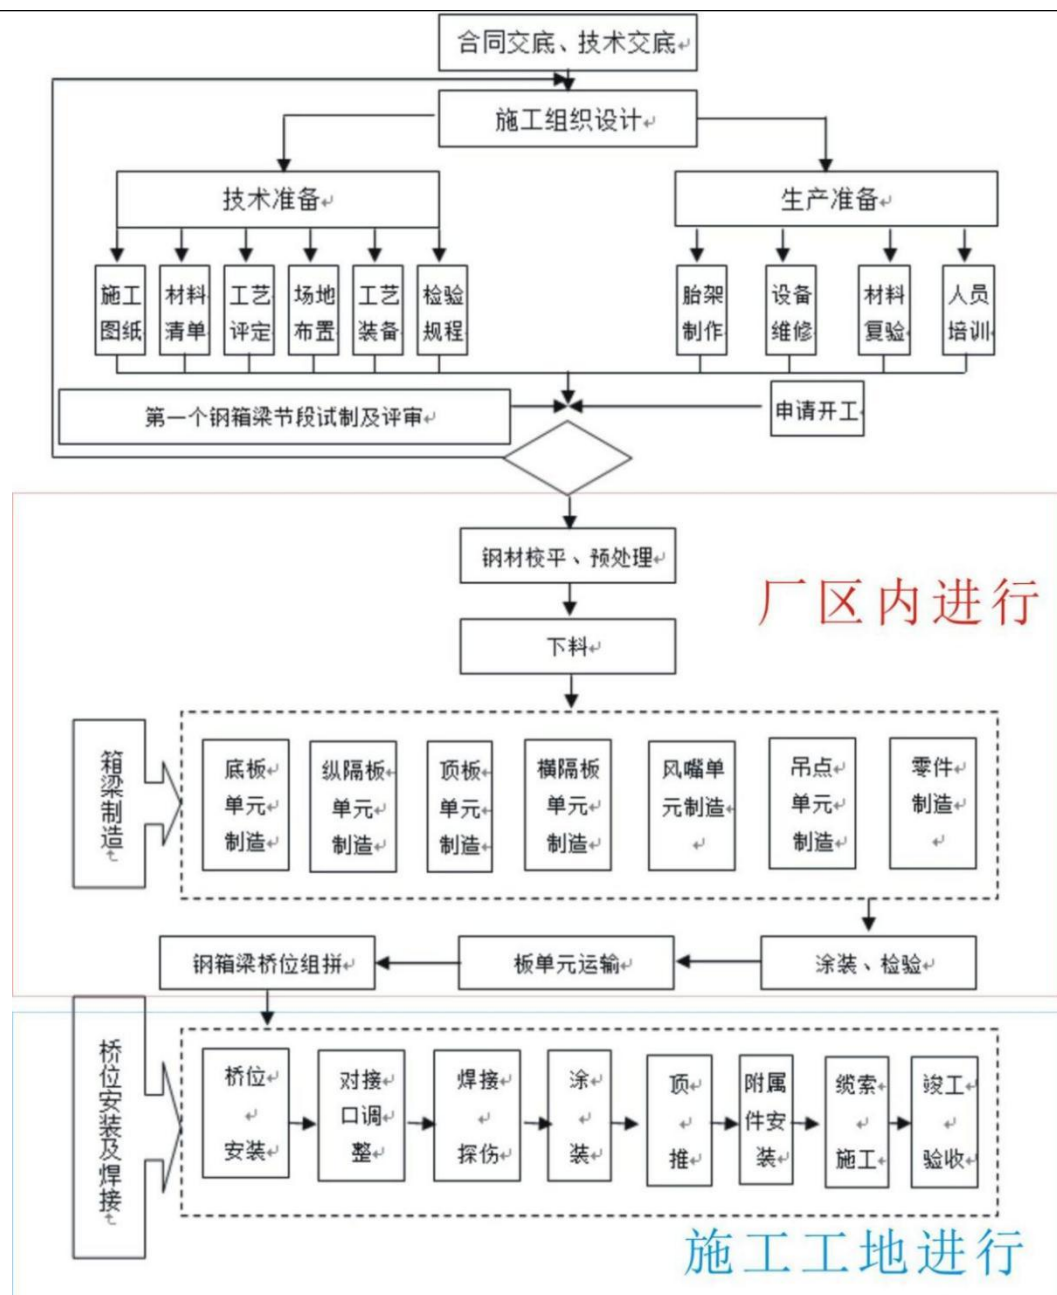 合同交底、技术交底
施工组织设计
技术准备
生产准备
施工
图纸
材料
清单
工艺
评定
场地
布置
工艺
装备
检验
规程
胎架
制作
设备
维修
材料
复验
人员
培训
第一个钢箱梁节段试制及评审
申请开工
钢材校平、预处理
厂区内进行
下料
箱梁制造
底板
单元
制造
纵隔板
单元
制造
顶板
单元
制造
横隔板
单元
制造
风嘴单
元制造
吊点
单元
制造
零件
制造
钢箱梁桥位组拼
板单元运输
涂装、检验
桥位安装及焊接
桥位
安装
对接
口调
整
焊接
探伤
涂
装
顶
推
附属
件安
装
缆索
施工
竣工
验收
施工工地进行